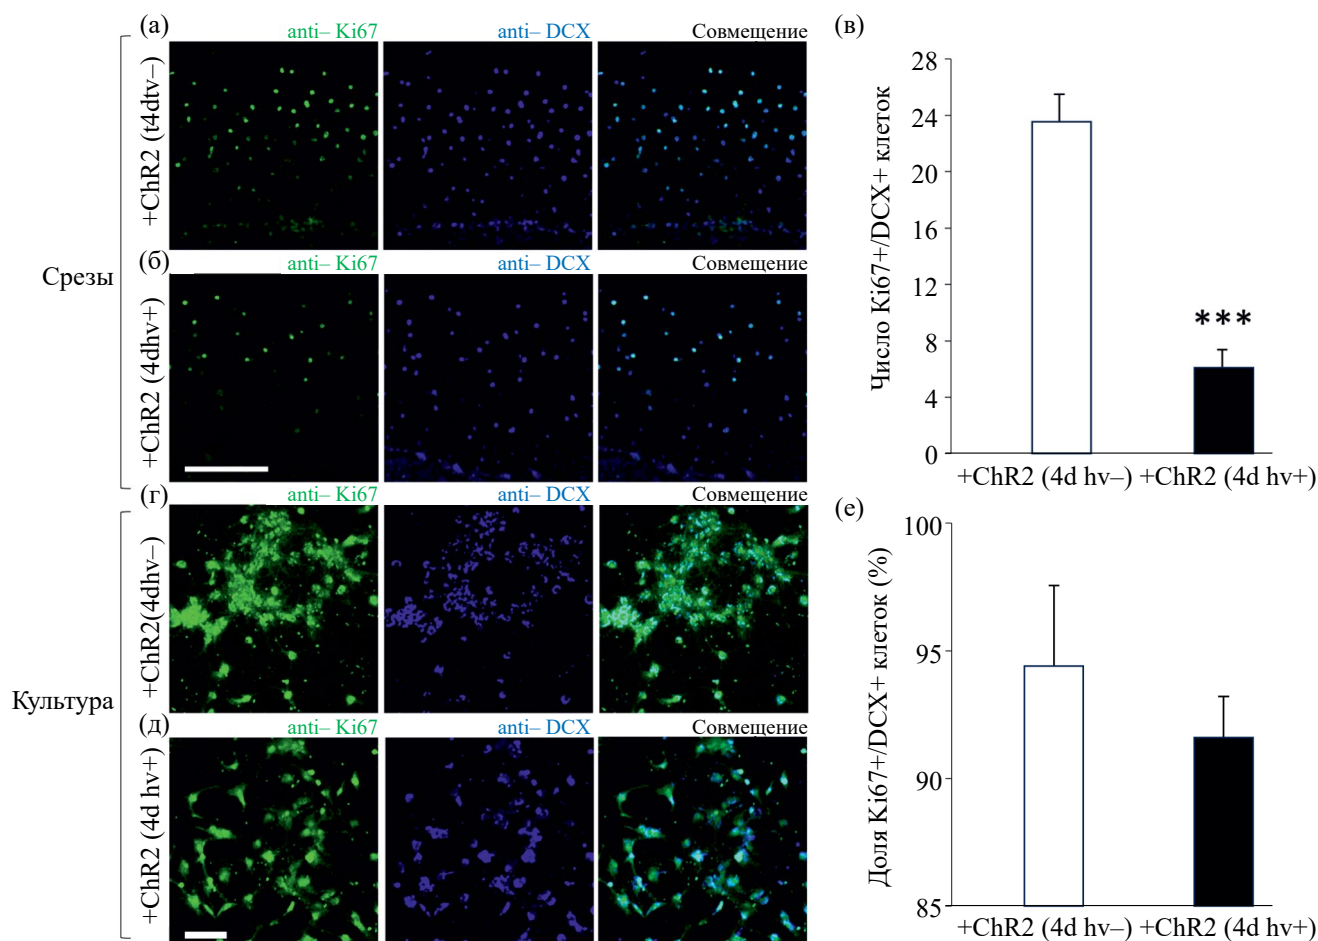 (а)
anti– Ki67
anti– DCX
Совмещение
+ChR2 (t4dtv–)
(б)
anti– Ki67
anti– DCX
Совмещение
+ChR2 (4dhv+)
Срезы
(г)
anti– Ki67
anti– DCX
Совмещение
+ChR2(4dhv–)
(д)
anti– Ki67
anti– DCX
Совмещение
+ChR2 (4d hv+)
Культура
(в)
Число Ki67+/DCX+ клеток
28
24
20
16
12
8
4
0
***
+ChR2 (4d hv–) +ChR2 (4d hv+)
(е)
Доля Ki67+/DCX+ клеток (%)
100
95
90
85
+ChR2 (4d hv–) +ChR2 (4d hv+)